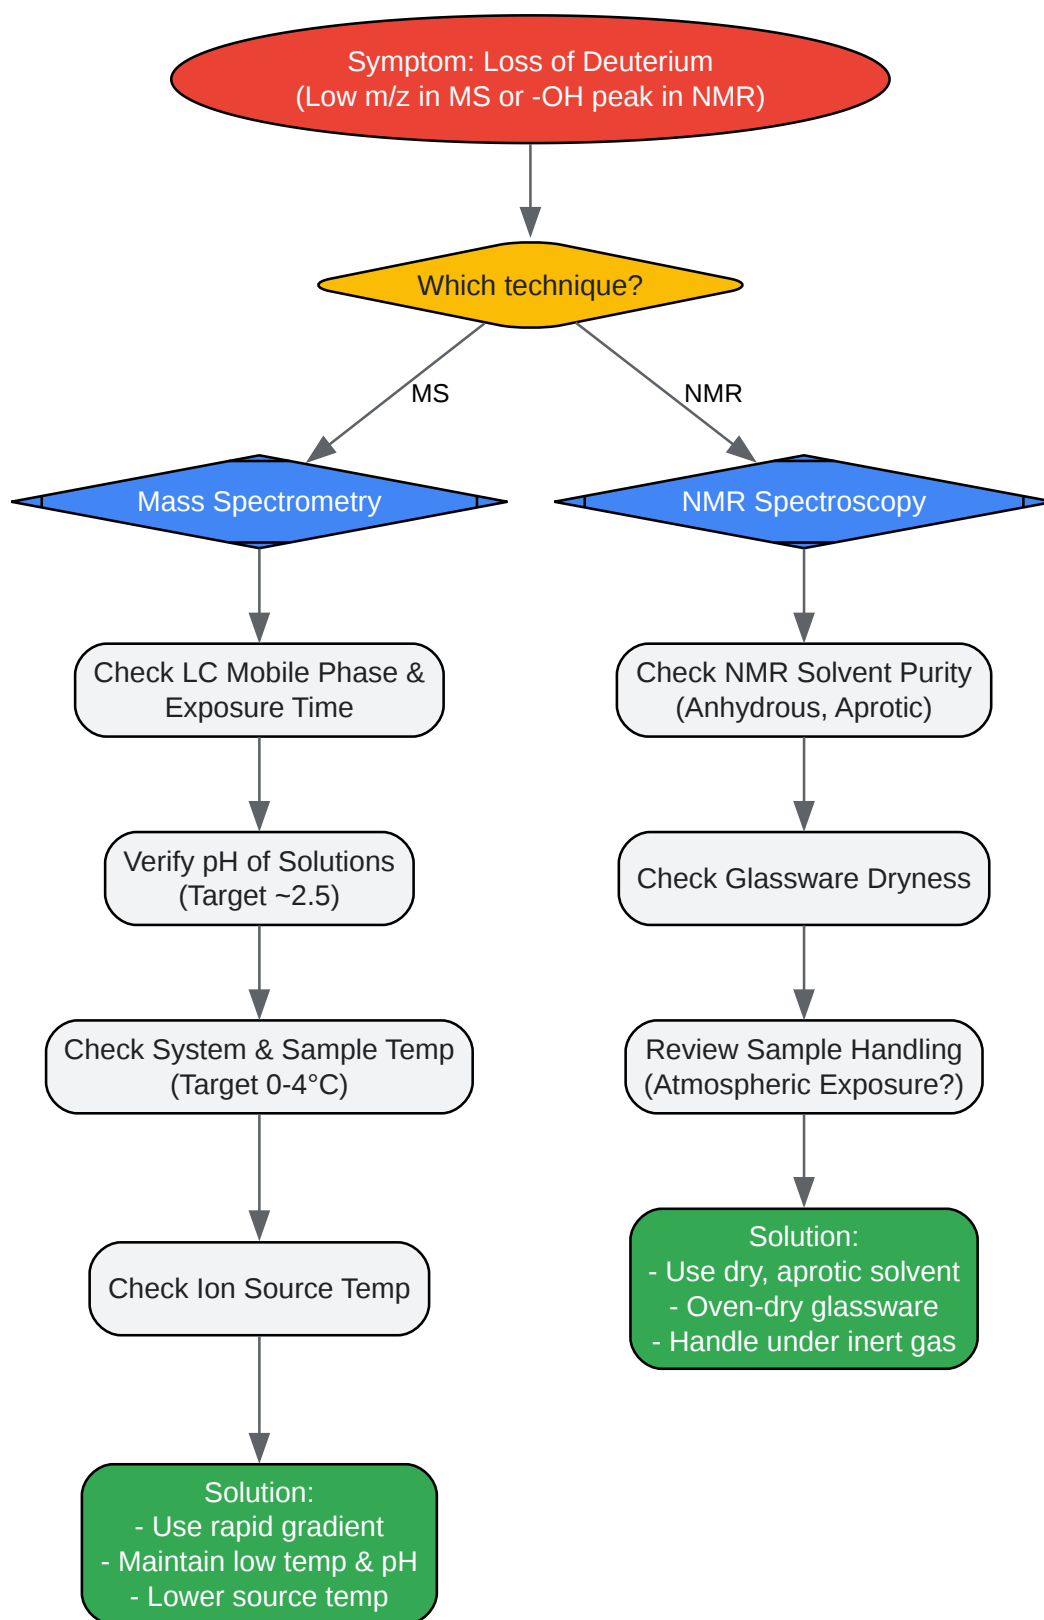 Symptom: Loss of Deuterium
(Low m/z in MS or -OH peak in NMR)
Which technique?
MS
NMR
Mass Spectrometry
NMR Spectroscopy
Check LC Mobile Phase &
Exposure Time
Check NMR Solvent Purity
(Anhydrous, Aprotic)
Verify pH of Solutions
(Target ~2.5)
Check Glassware Dryness
Check System & Sample Temp
(Target 0-4°C)
Review Sample Handling
(Atmospheric Exposure?)
Check Ion Source Temp
Solution:
- Use dry, aprotic solvent
- Oven-dry glassware
- Handle under inert gas
Solution:
- Use rapid gradient
- Maintain low temp & pH
- Lower source temp